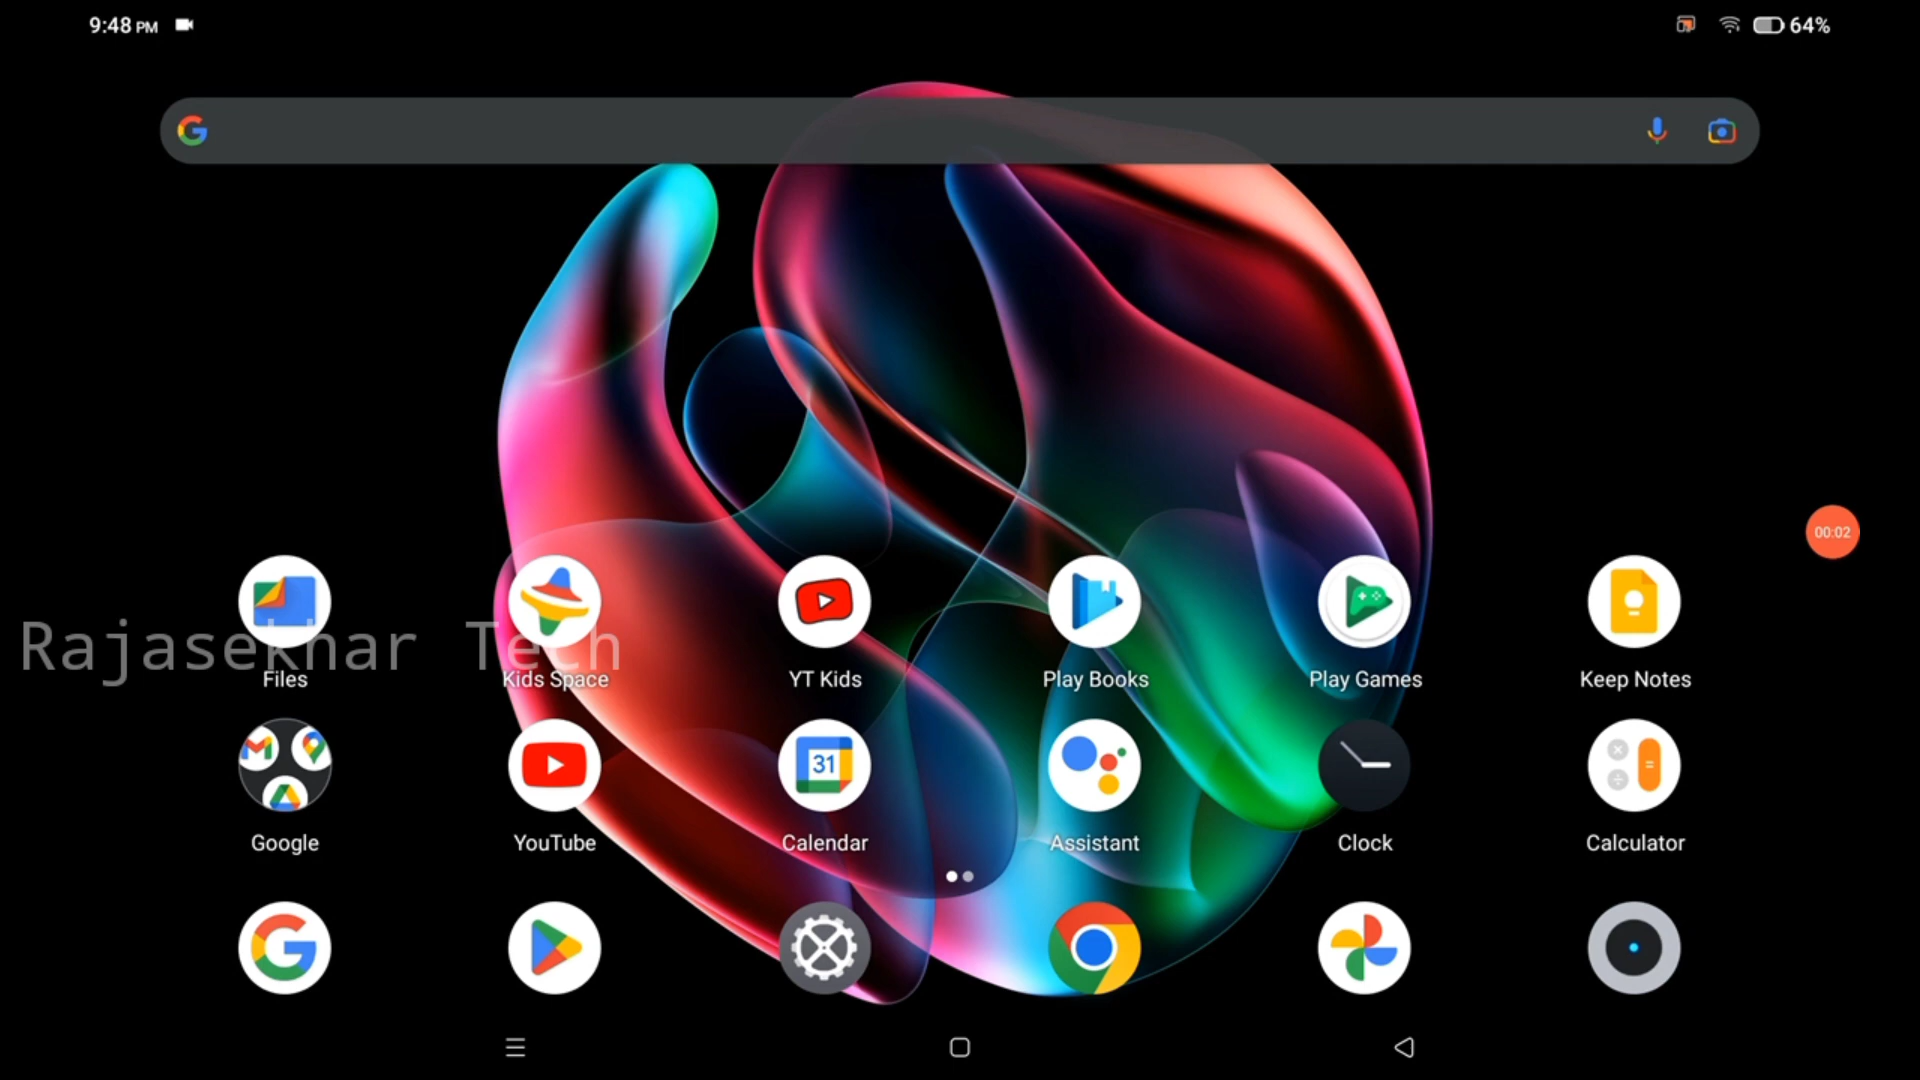 9:48 PM
64%
00:02
Rajasekhar Tech
Files
Kids Space
YT Kids
Play Books
Play Games
Keep Notes
31
Google
YouTube
Calendar
Assistant
Clock
Calculator